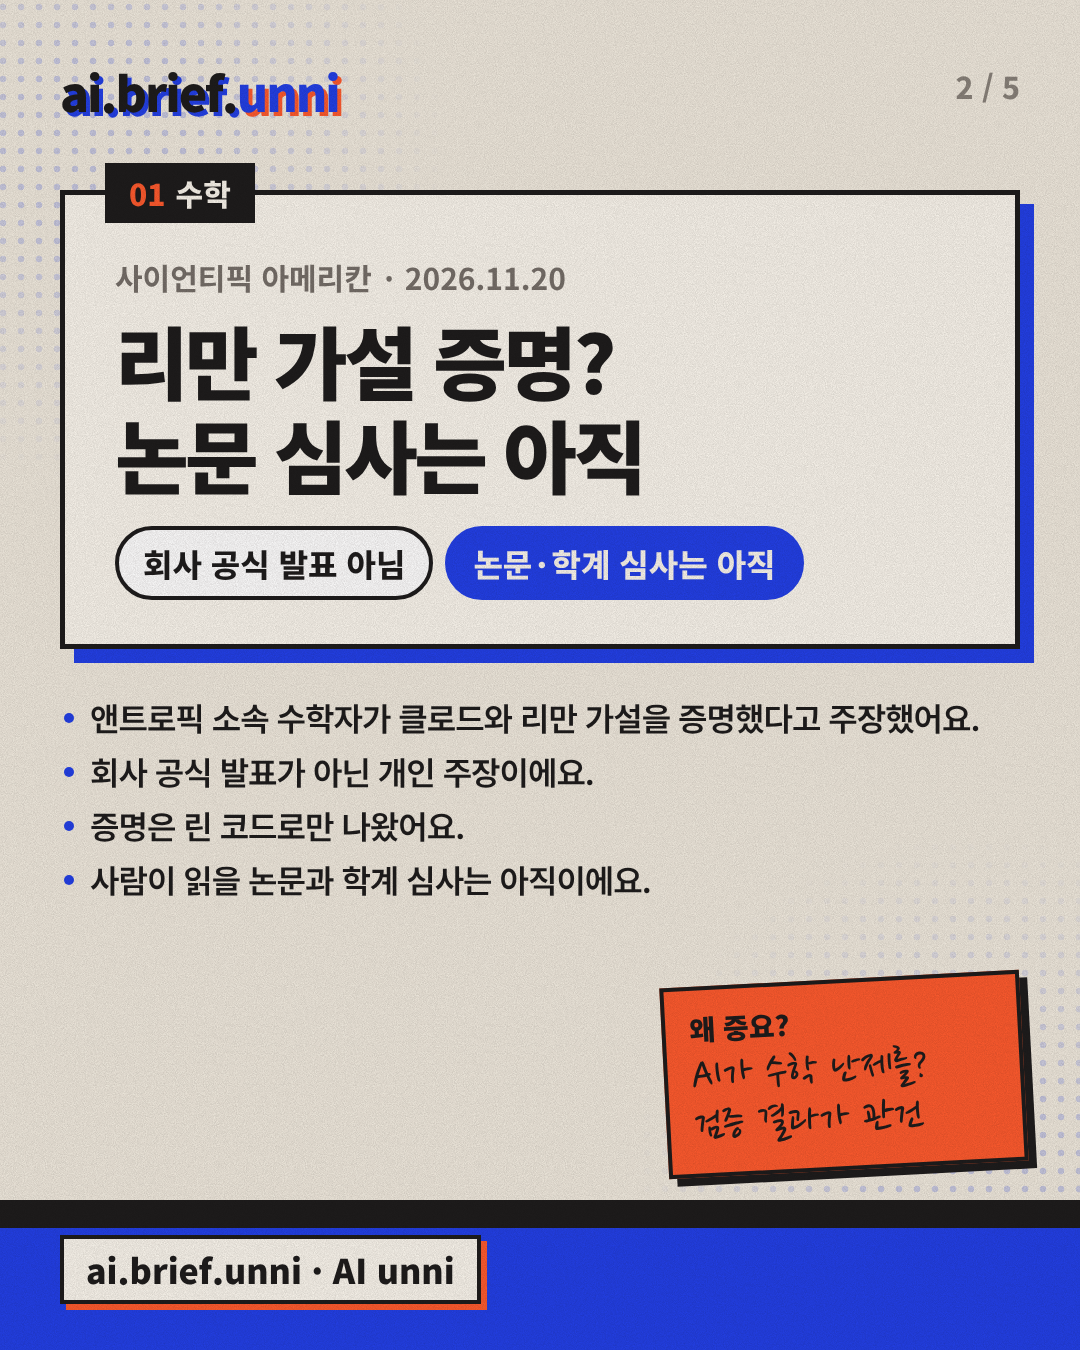 ai.brief.unni
2 / 5
01 수학
사이언티픽 아메리칸 · 2026.11.20
리만 가설 증명?
논문 심사는 아직
회사 공식 발표 아님
논문·학계 심사는 아직
• 앤트로픽 소속 수학자가 클로드와 리만 가설을 증명했다고 주장했어요.
• 회사 공식 발표가 아닌 개인 주장이에요.
• 증명은 린 코드로만 나왔어요.
• 사람이 읽을 논문과 학계 심사는 아직이에요.
왜 중요?
AI가 수학 난제를?
검증 결과가 관건
ai.brief.unni · AI unni